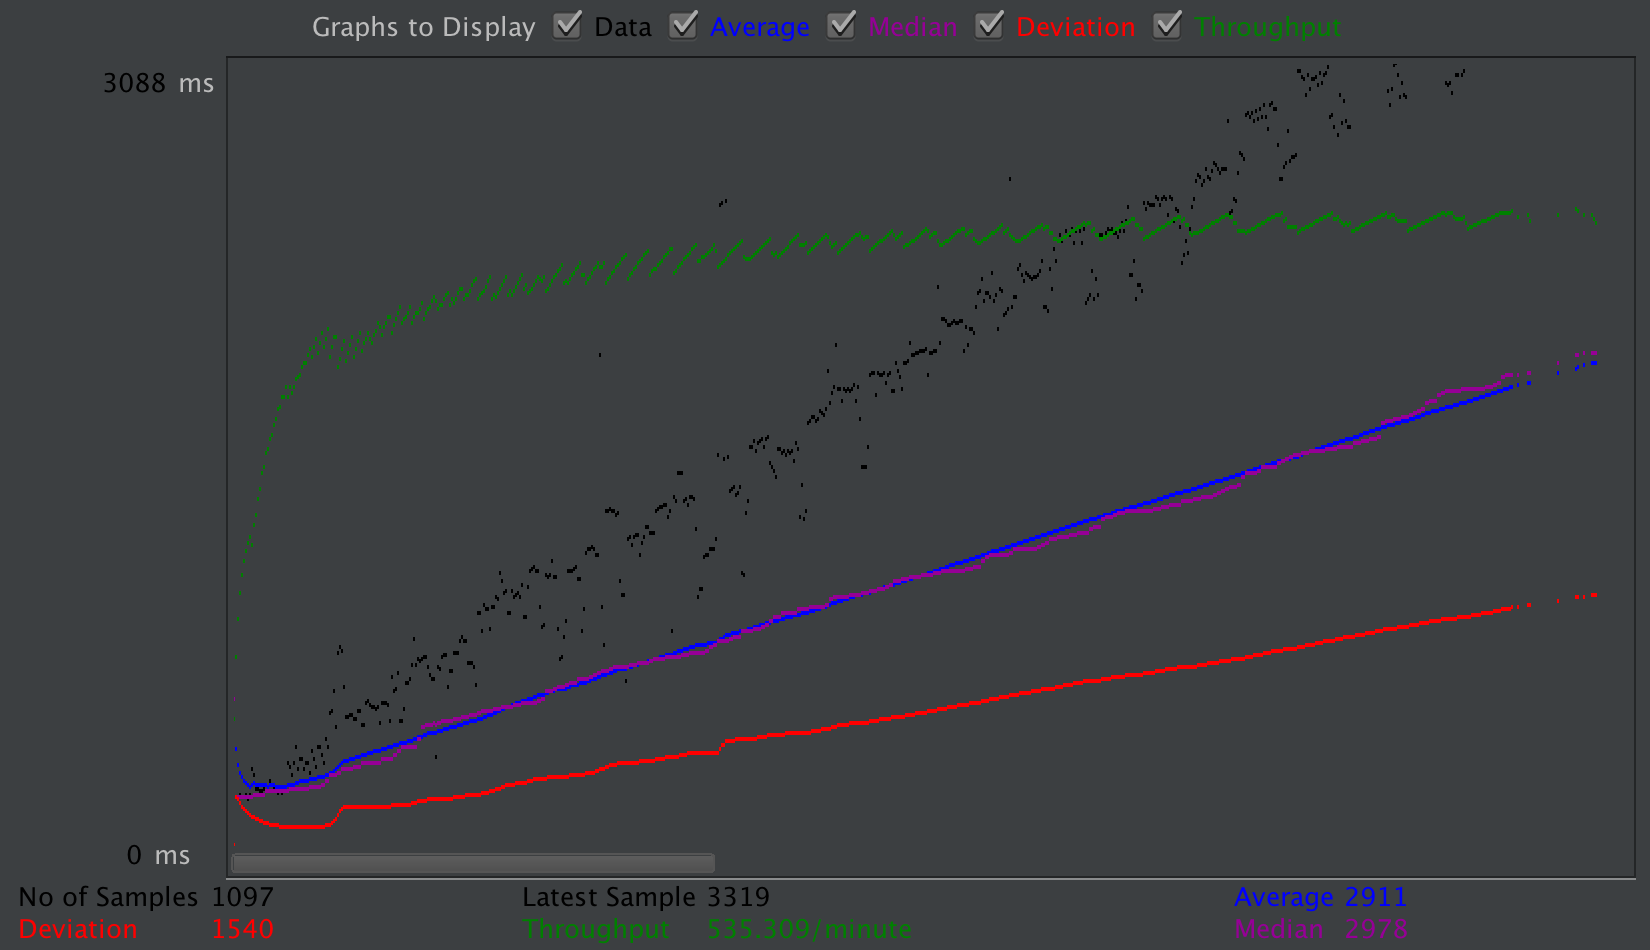 Graphs to Display Data Average Median Deviation Throughput
3088 ms
0 ms
No of Samples 1097 Latest Sample 3319 Average 2911
Deviation 1540 Throughput 535.309/minute Median 2978